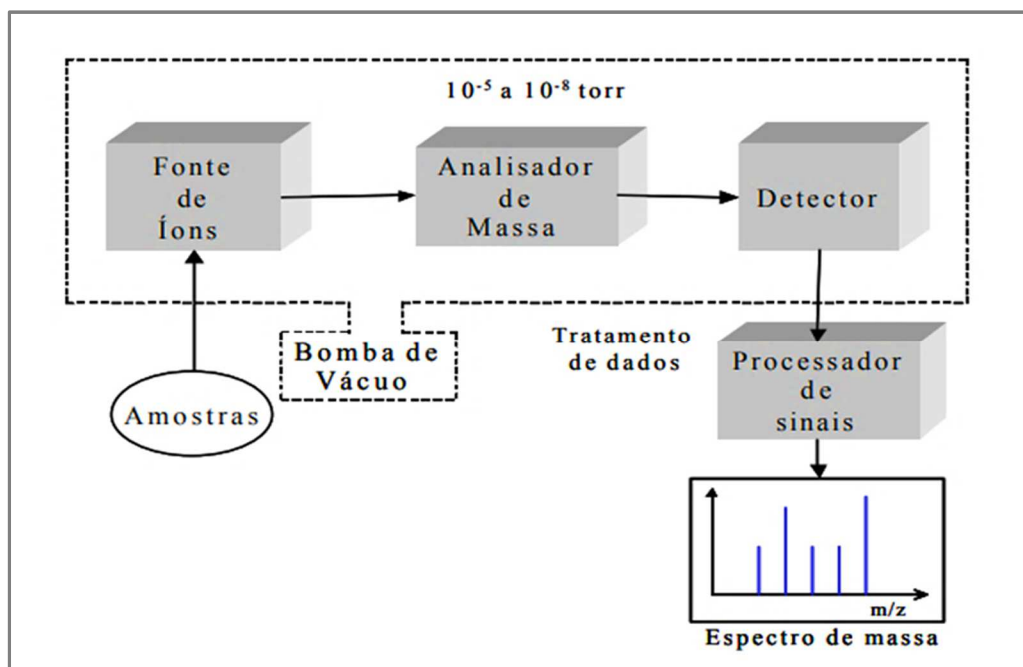 10⁻⁵ a 10⁻⁸ torr
Fonte
de
Íons
Analisador
de
Massa
Detector
Amostras
Bomba de
Vácuo
Tratamento
de dados
Processador
de
sinais
m/z
Espectro de massa